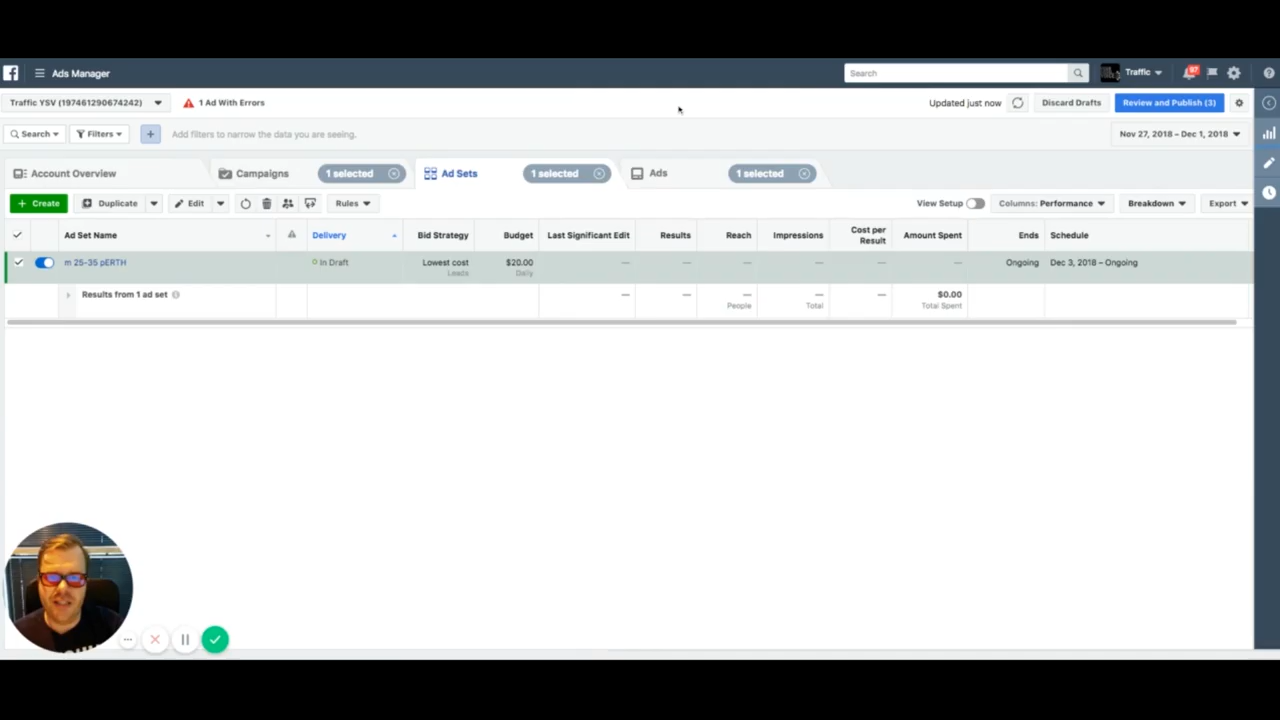 f Ads Manager Search Traffic 97
Traffic YSV (197461290674242) 1 Ad With Errors Updated just now Discard Drafts Review and Publish (3)
Search Filters + Add filters to narrow the data you are seeing. Nov 27, 2018 – Dec 1, 2018
Account Overview Campaigns 1 selected Ad Sets 1 selected Ads 1 selected
+ Create Duplicate Edit Rules View Setup Columns: Performance Breakdown Export
Ad Set Name Delivery Bid Strategy Budget Last Significant Edit Results Reach Impressions Cost per Result Amount Spent Ends Schedule
m 25-35 pERTH In Draft Lowest cost $20.00 — — — — — — Ongoing Dec 3, 2018 – Ongoing
Leads Daily
Results from 1 ad set — — — — — $0.00
People Total Total Spent